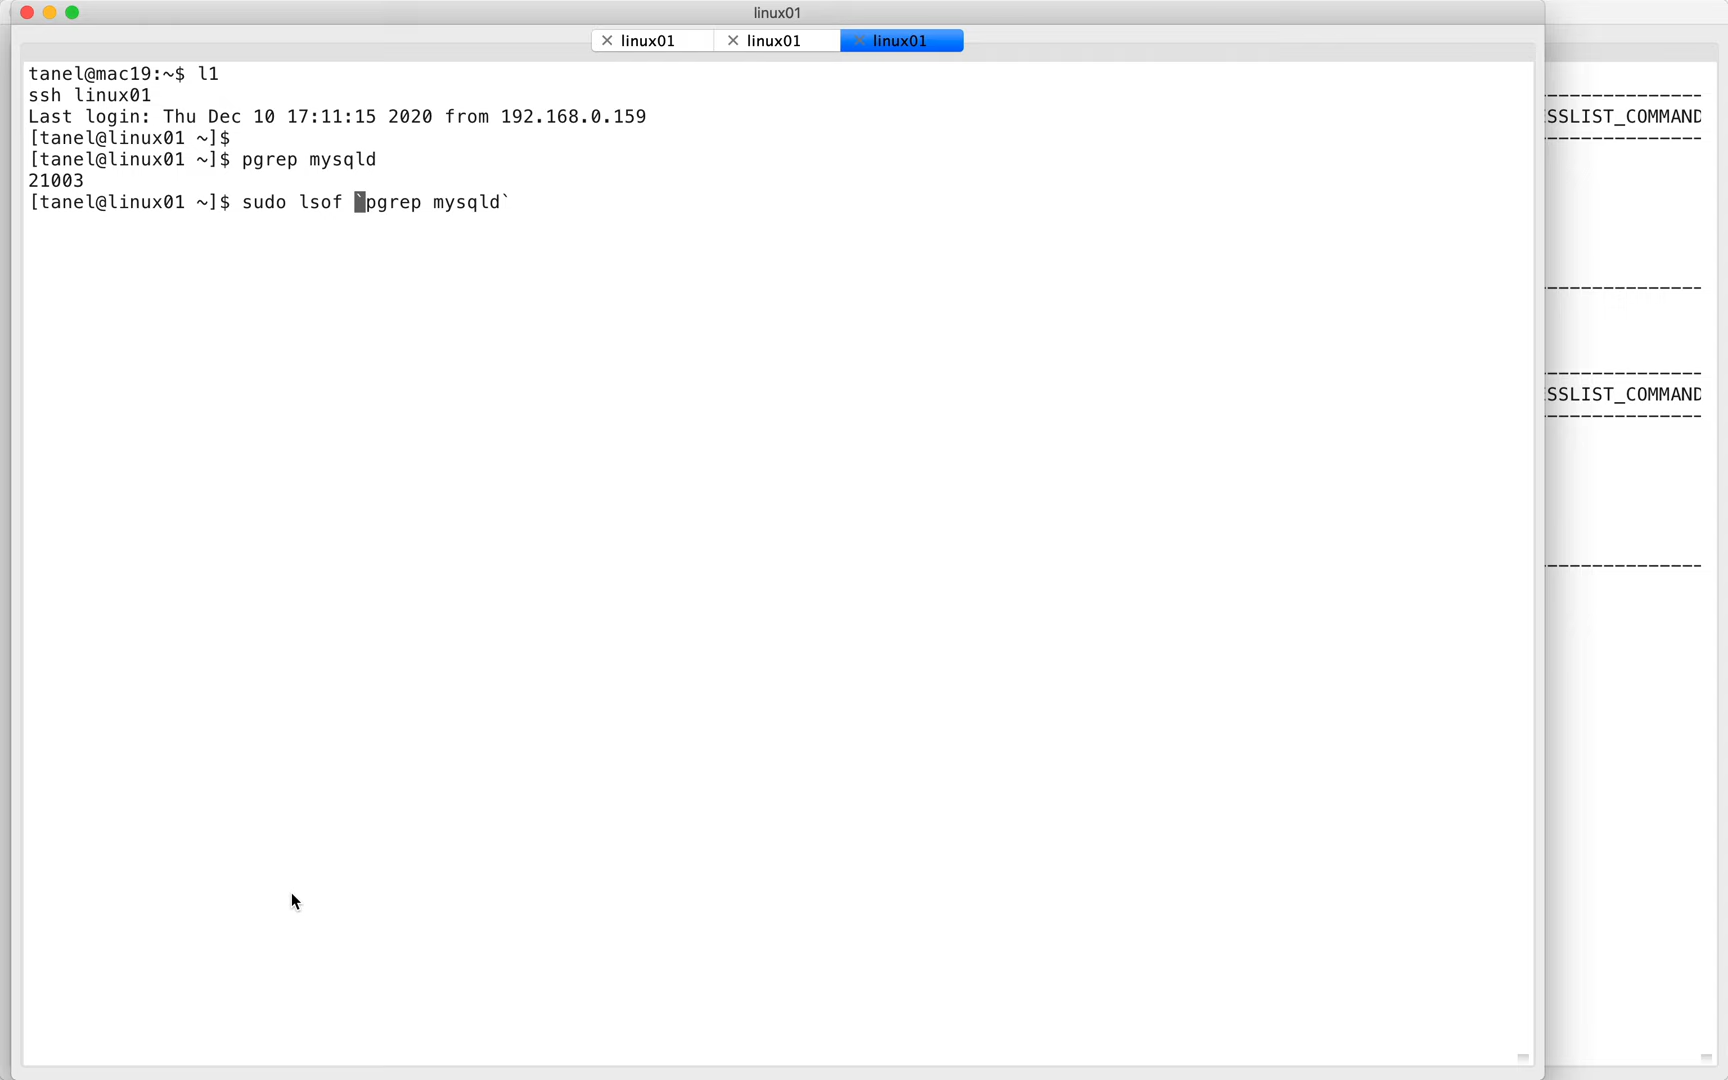 linux01
linux01 linux01 linux01
tanel@mac19:~$ l1
ssh linux01
Last login: Thu Dec 10 17:11:15 2020 from 192.168.0.159
[tanel@linux01 ~]$
[tanel@linux01 ~]$ pgrep mysqld
21003
[tanel@linux01 ~]$ sudo lsof `pgrep mysqld`
SSLIST_COMMAND
SSLIST_COMMAND